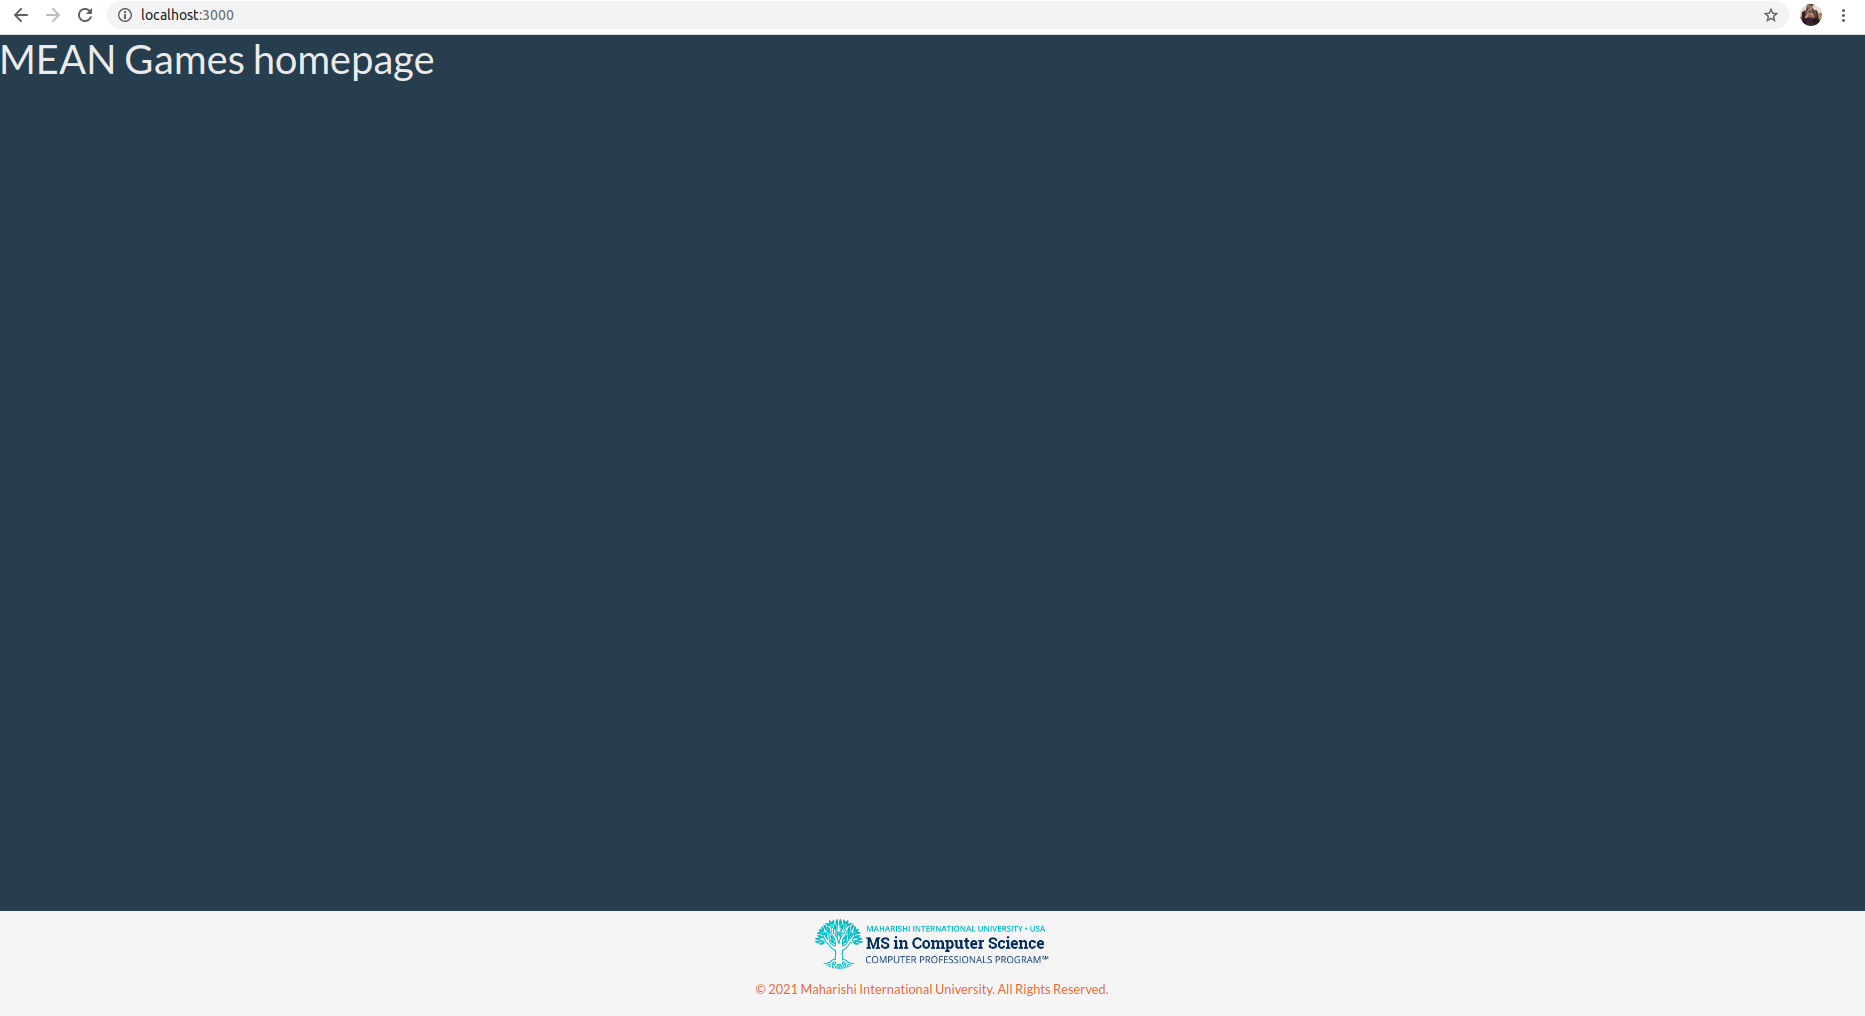 localhost:3000
MEAN Games homepage
MAHARISHI INTERNATIONAL UNIVERSITY • USA
MS in Computer Science
COMPUTER PROFESSIONALS PROGRAM℠
© 2021 Maharishi International University. All Rights Reserved.